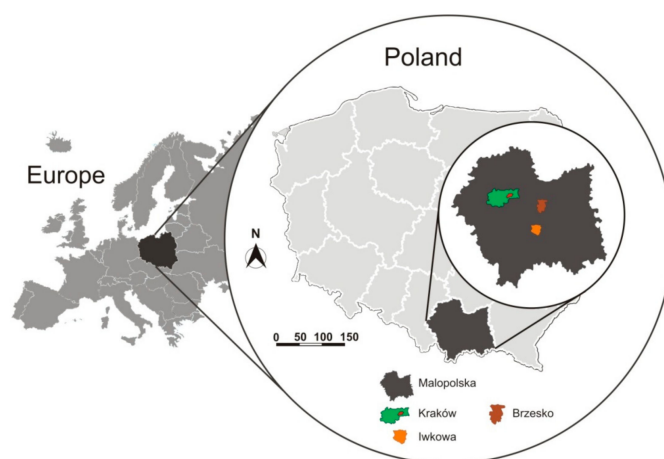 Poland
Europe
N
0 50 100 150
Malopolska
Kraków
Brzesko
Iwkowa